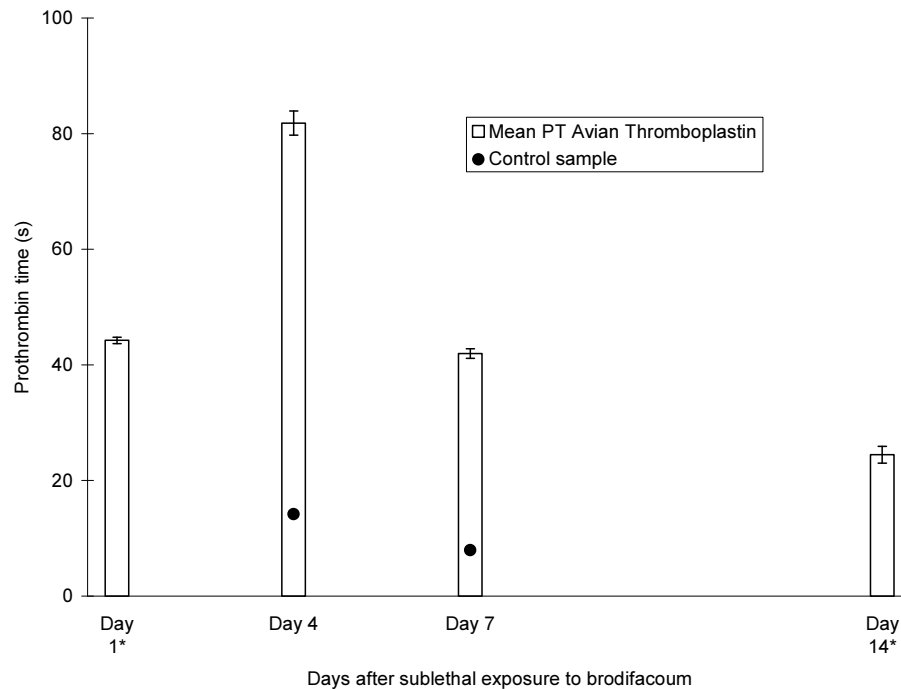 100
80
60
40
20
0
Prothrombin time (s)
Mean PT Avian Thromboplastin
Control sample
Day
1*
Day 4
Day 7
Day
14*
Days after sublethal exposure to brodifacoum